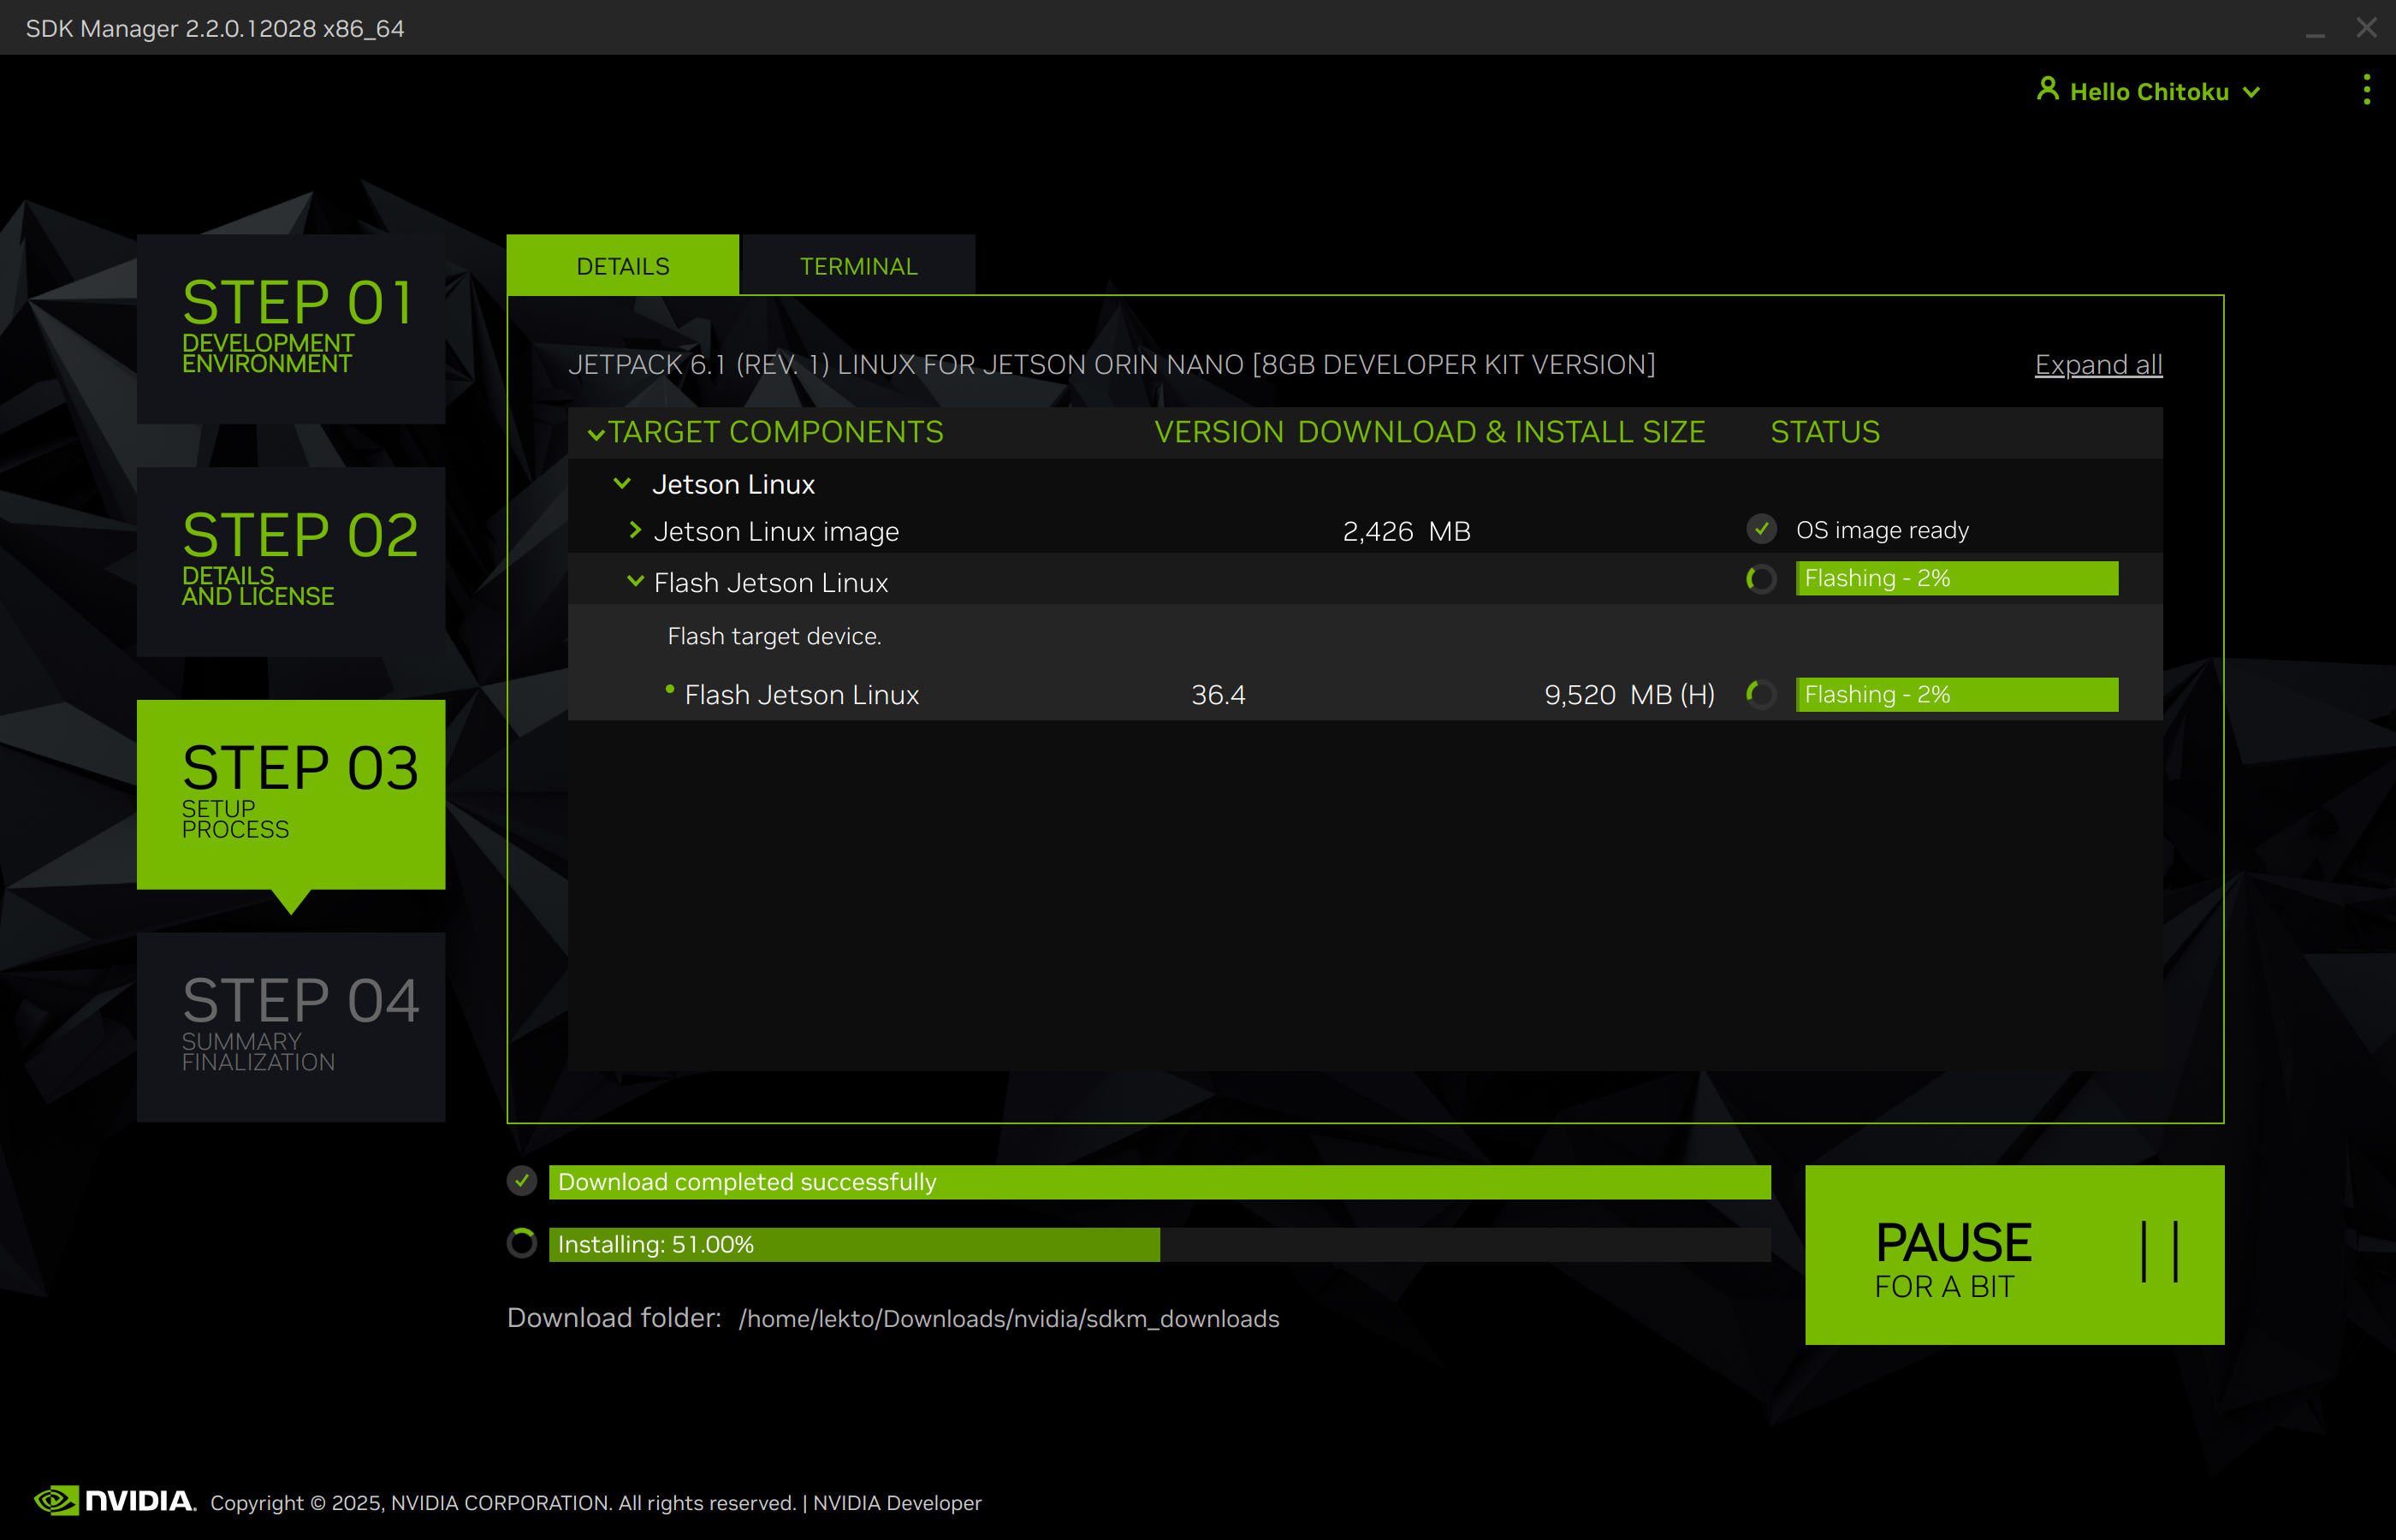 SDK Manager 2.2.0.12028 x86_64
Hello Chitoku
STEP 01
DEVELOPMENT
ENVIRONMENT
STEP 02
DETAILS
AND LICENSE
STEP 03
SETUP
PROCESS
STEP 04
SUMMARY
FINALIZATION
DETAILS TERMINAL
JETPACK 6.1 (REV. 1) LINUX FOR JETSON ORIN NANO [8GB DEVELOPER KIT VERSION] Expand all
TARGET COMPONENTS VERSION DOWNLOAD & INSTALL SIZE STATUS
Jetson Linux
Jetson Linux image 2,426 MB OS image ready
Flash Jetson Linux Flashing - 2%
Flash target device.
Flash Jetson Linux 36.4 9,520 MB (H) Flashing - 2%
Download completed successfully
Installing: 51.00%
Download folder: /home/lekto/Downloads/nvidia/sdkm_downloads
PAUSE
FOR A BIT
NVIDIA. Copyright © 2025, NVIDIA CORPORATION. All rights reserved. | NVIDIA Developer